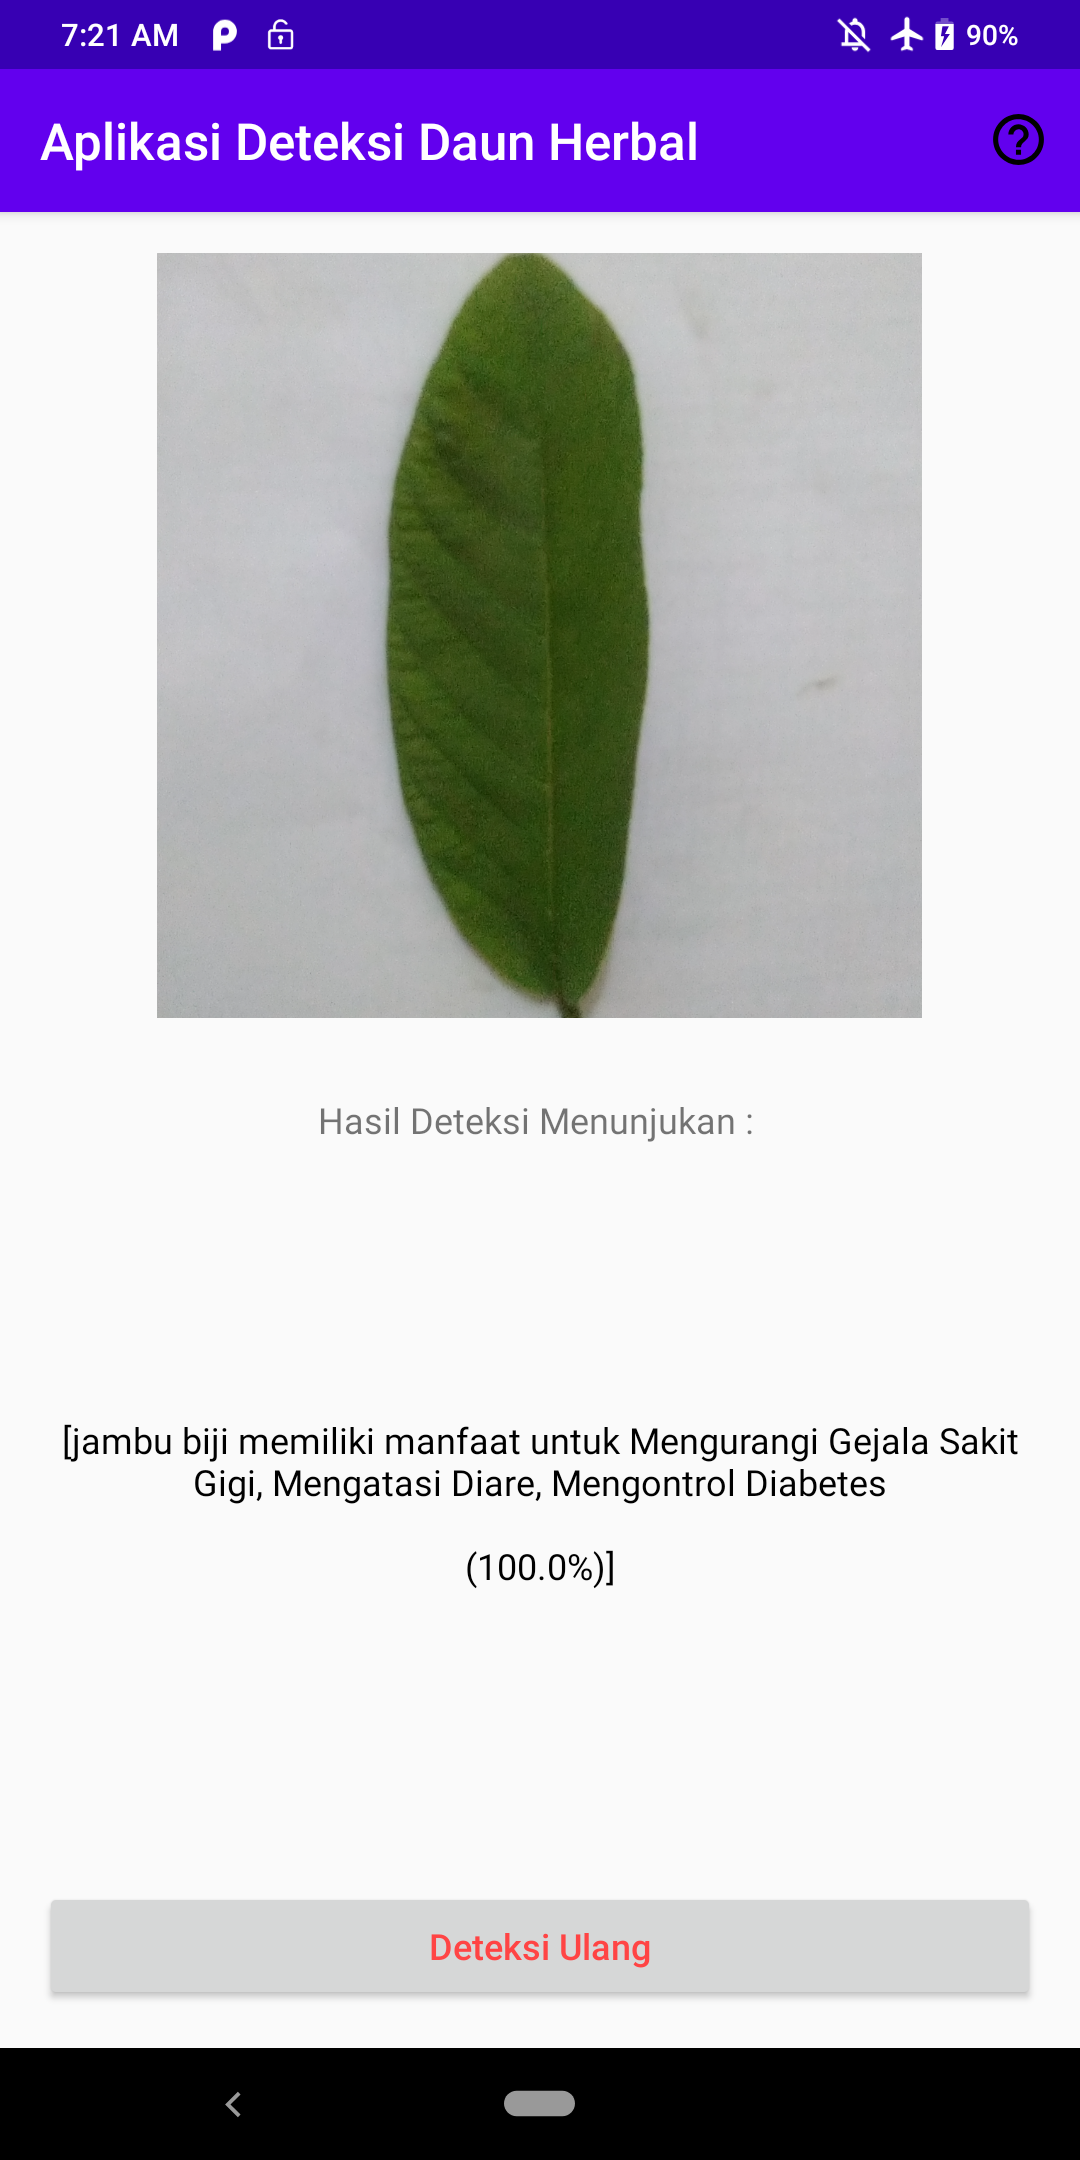 7:21 AM
90%
Aplikasi Deteksi Daun Herbal
Hasil Deteksi Menunjukan :
[jambu biji memiliki manfaat untuk Mengurangi Gejala Sakit
Gigi, Mengatasi Diare, Mengontrol Diabetes
(100.0%)]
Deteksi Ulang